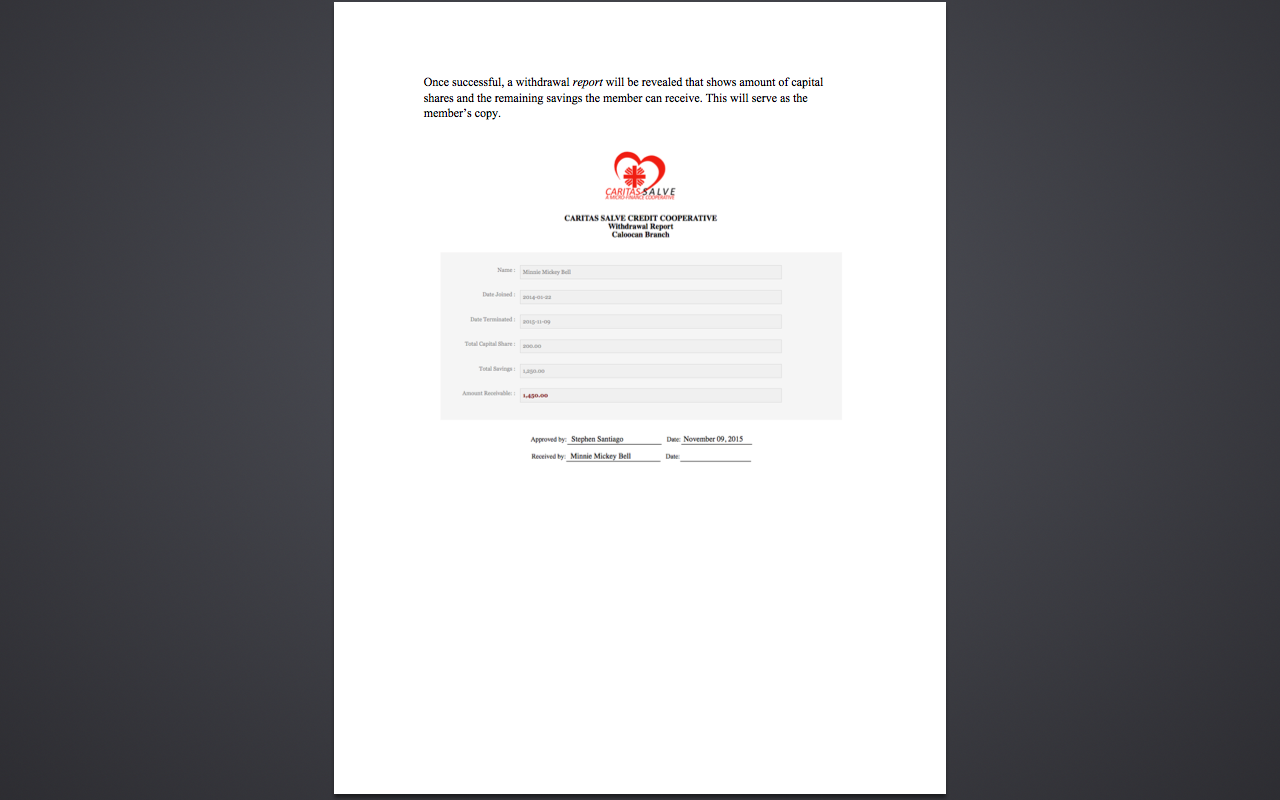 Once successful, a withdrawal report will be revealed that shows amount of capital
shares and the remaining savings the member can receive. This will serve as the
member’s copy.
CARITAS SALVE
A MICRO-FINANCE COOPERATIVE
CARITAS SALVE CREDIT COOPERATIVE
Withdrawal Report
Caloocan Branch
Name : Minnie Mickey Bell
Date Joined : 2014-01-22
Date Terminated : 2015-11-09
Total Capital Share : 200.00
Total Savings : 1,250.00
Amount Receivable: : 1,450.00
Approved by: Stephen Santiago Date: November 09, 2015
Received by: Minnie Mickey Bell Date: